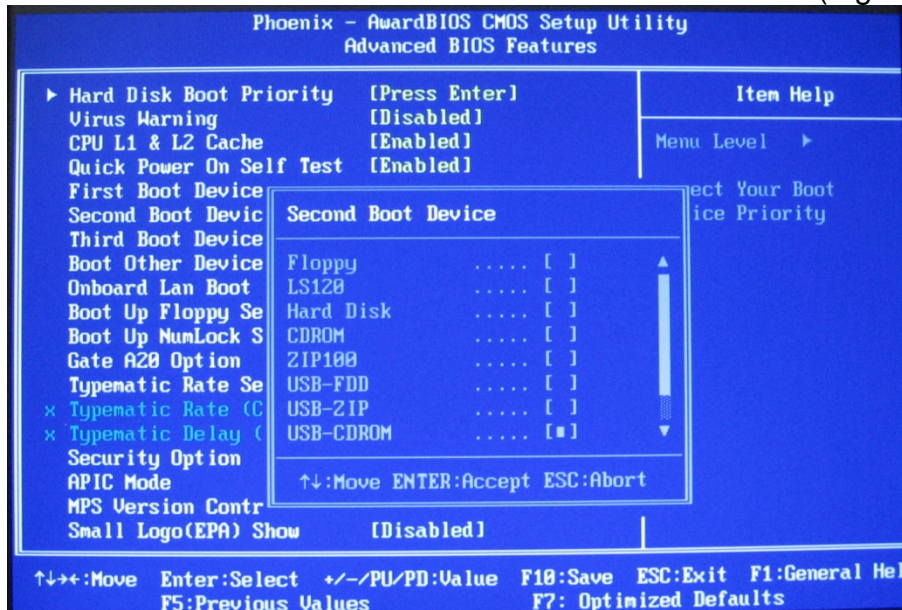 Phoenix - AwardBIOS CMOS Setup Utility
Advanced BIOS Features
▶ Hard Disk Boot Priority [Press Enter]
Virus Warning [Disabled]
CPU L1 & L2 Cache [Enabled]
Quick Power On Self Test [Enabled]
First Boot Device
Second Boot Devic
Third Boot Device
Boot Other Device
Onboard Lan Boot
Boot Up Floppy Se
Boot Up NumLock S
Gate A20 Option
Typematic Rate Se
x Typematic Rate (C
x Typematic Delay (
Security Option
APIC Mode
MPS Version Contr
Small Logo(EPA) Show [Disabled]
Second Boot Device
Floppy ..... [ ]
LS120 ..... [ ]
Hard Disk ..... [ ]
CDROM ..... [ ]
ZIP100 ..... [ ]
USB-FDD ..... [ ]
USB-ZIP ..... [ ]
USB-CDROM ..... [■]
↑↓:Move ENTER:Accept ESC:Abort
Item Help
Menu Level ▶
ect Your Boot
ice Priority
↑↓→←:Move Enter:Select +/-/PU/PD:Value F10:Save ESC:Exit F1:General Hel
F5:Previous Values F7: Optimized Defaults